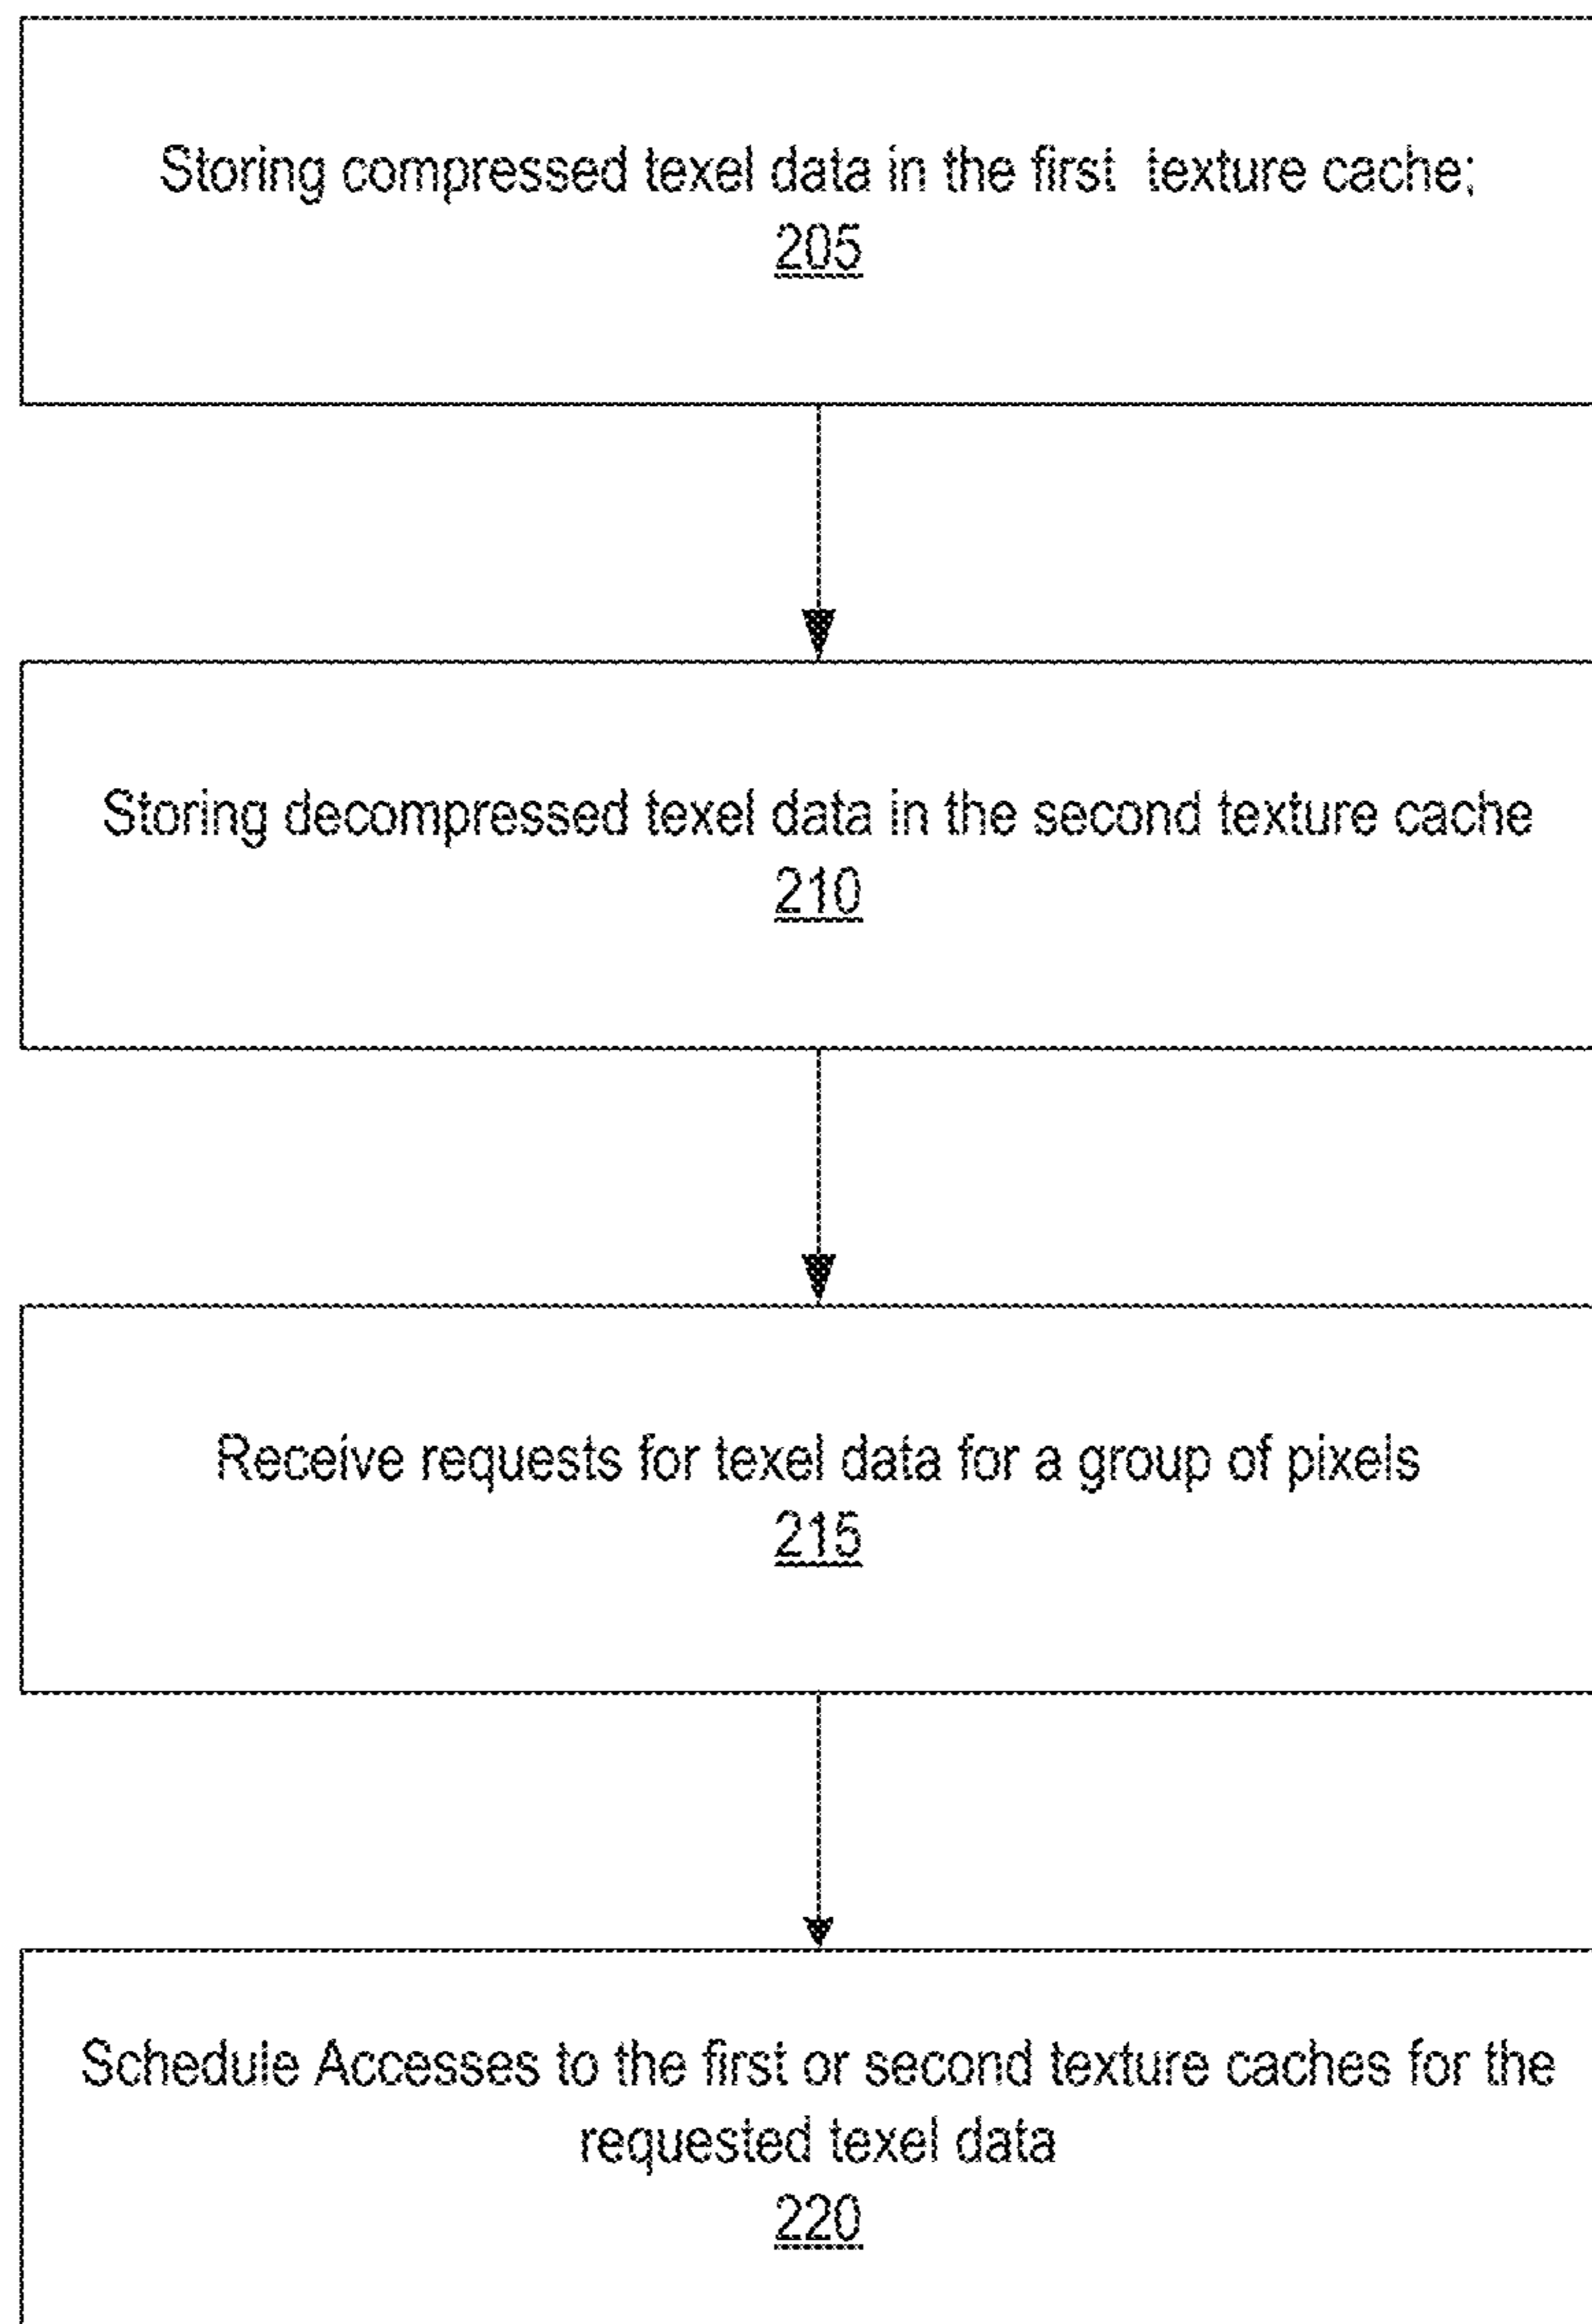 Storing compressed texel data in the first texture cache;
205
Storing decompressed texel data in the second texture cache
210
Receive requests for texel data for a group of pixels
215
Schedule Accesses to the first or second texture caches for the
requested texel data
220